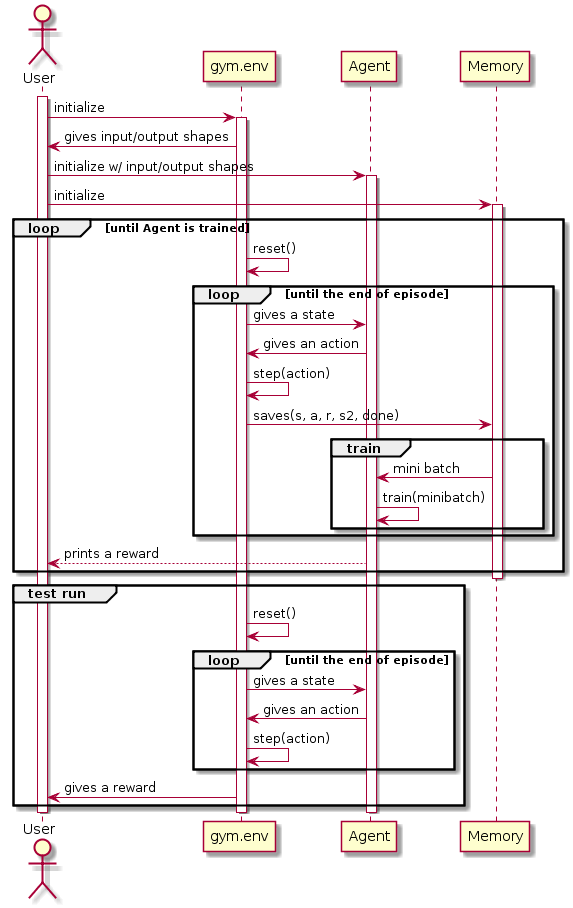 User
gym.env
Agent
Memory
initialize
gives input/output shapes
initialize w/ input/output shapes
initialize
loop [until Agent is trained]
reset()
loop [until the end of episode]
gives a state
gives an action
step(action)
saves(s, a, r, s2, done)
train
mini batch
train(minibatch)
prints a reward
test run
reset()
loop [until the end of episode]
gives a state
gives an action
step(action)
gives a reward
User
gym.env
Agent
Memory